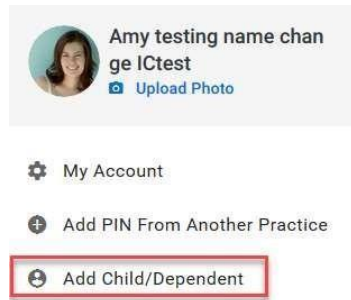 Amy testing name chan
ge ICtest
Upload Photo
My Account
Add PIN From Another Practice
Add Child/Dependent